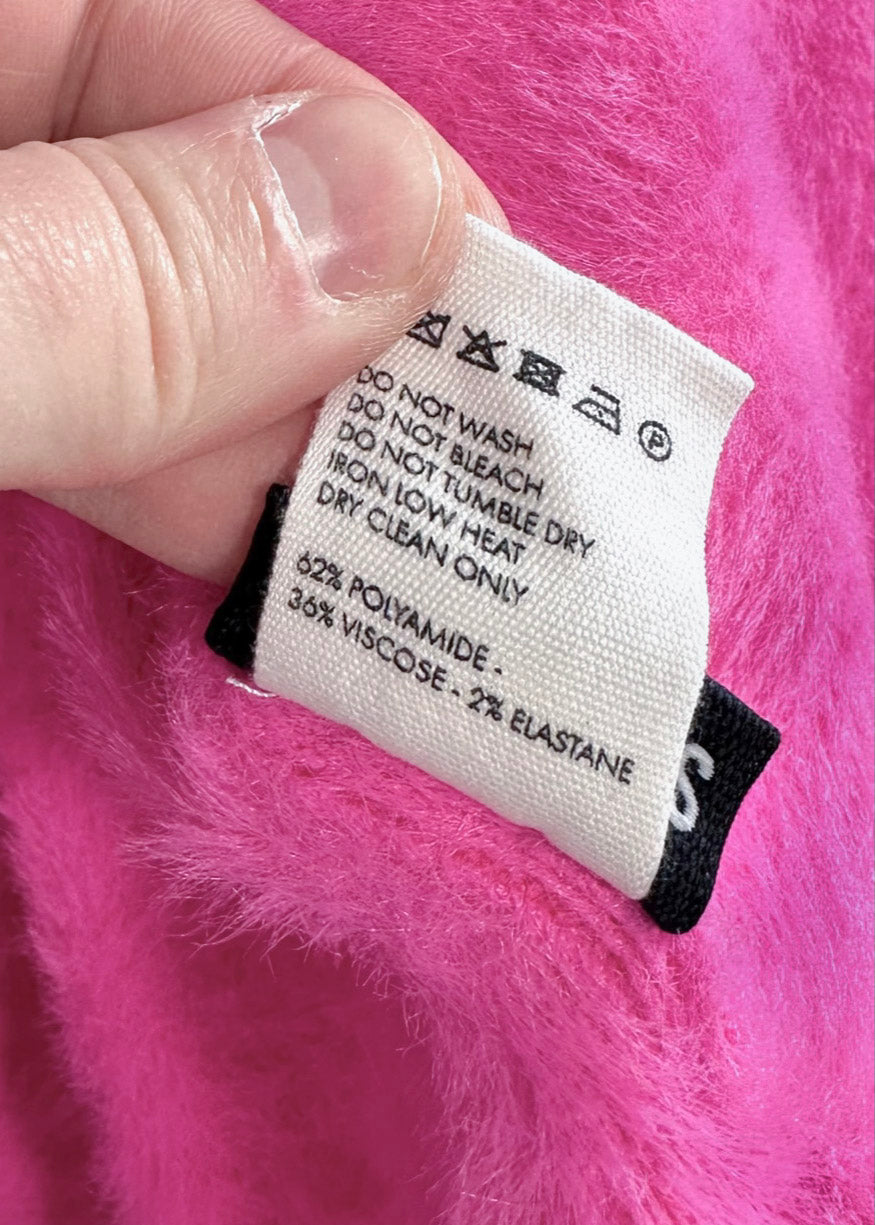 P
DO NOT WASH
DO NOT BLEACH
DO NOT TUMBLE DRY
IRON LOW HEAT
DRY CLEAN ONLY
62% POLYAMIDE -
36% VISCOSE - 2% ELASTANE
S